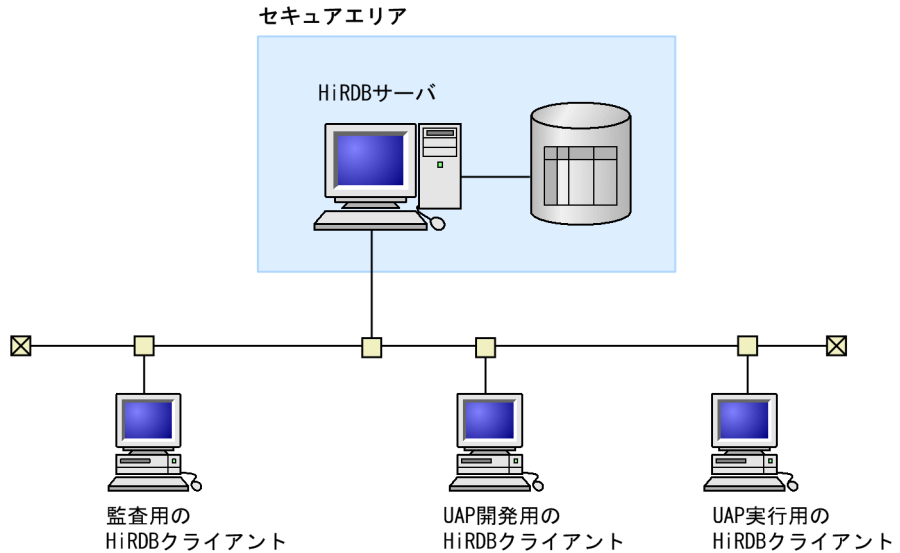 セキュアエリア
HiRDBサーバ
監査用の
HiRDBクライアント
UAP開発用の
HiRDBクライアント
UAP実行用の
HiRDBクライアント